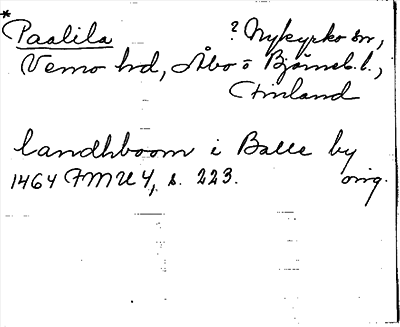 * Paalila ? Nykyrko sn,
Vemo hd, Åbo o Björneb. l.,
Finland
landhboom i Balle by
1464 FMU 4, s. 223. orig.